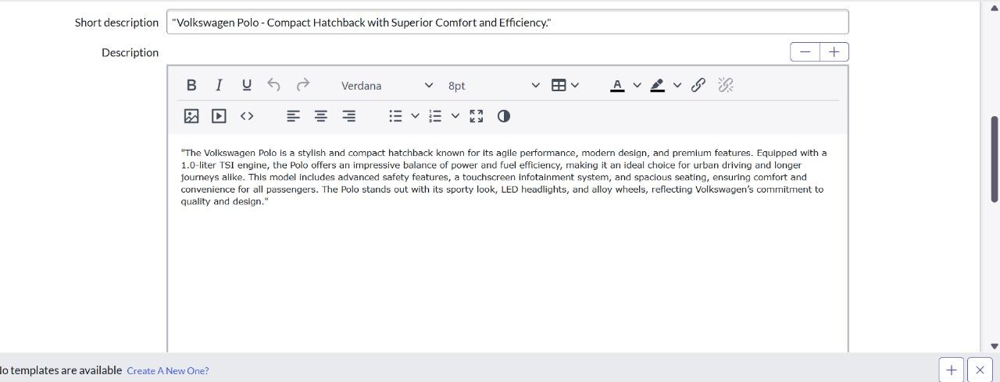 Short description "Volkswagen Polo - Compact Hatchback with Superior Comfort and Efficiency."
Description
B I U Verdana 8pt A
"The Volkswagen Polo is a stylish and compact hatchback known for its agile performance, modern design, and premium features. Equipped with a
1.0-liter TSI engine, the Polo offers an impressive balance of power and fuel efficiency, making it an ideal choice for urban driving and longer
journeys alike. This model includes advanced safety features, a touchscreen infotainment system, and spacious seating, ensuring comfort and
convenience for all passengers. The Polo stands out with its sporty look, LED headlights, and alloy wheels, reflecting Volkswagen’s commitment to
quality and design."
templates are available Create A New One?